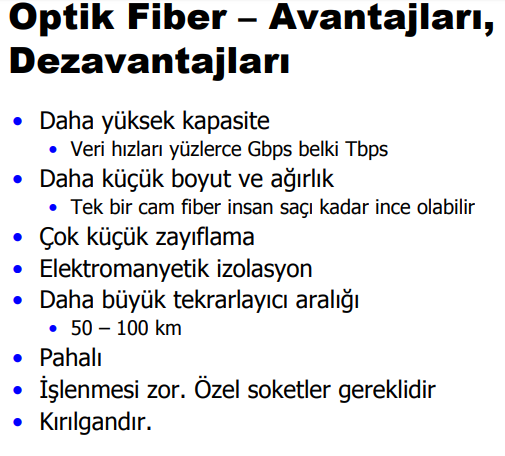 Optik Fiber – Avantajları,
Dezavantajları
• Daha yüksek kapasite
• Veri hızları yüzlerce Gbps belki Tbps
• Daha küçük boyut ve ağırlık
• Tek bir cam fiber insan saçı kadar ince olabilir
• Çok küçük zayıflama
• Elektromanyetik izolasyon
• Daha büyük tekrarlayıcı aralığı
• 50 – 100 km
• Pahalı
• İşlenmesi zor. Özel soketler gereklidir
• Kırılgandır.